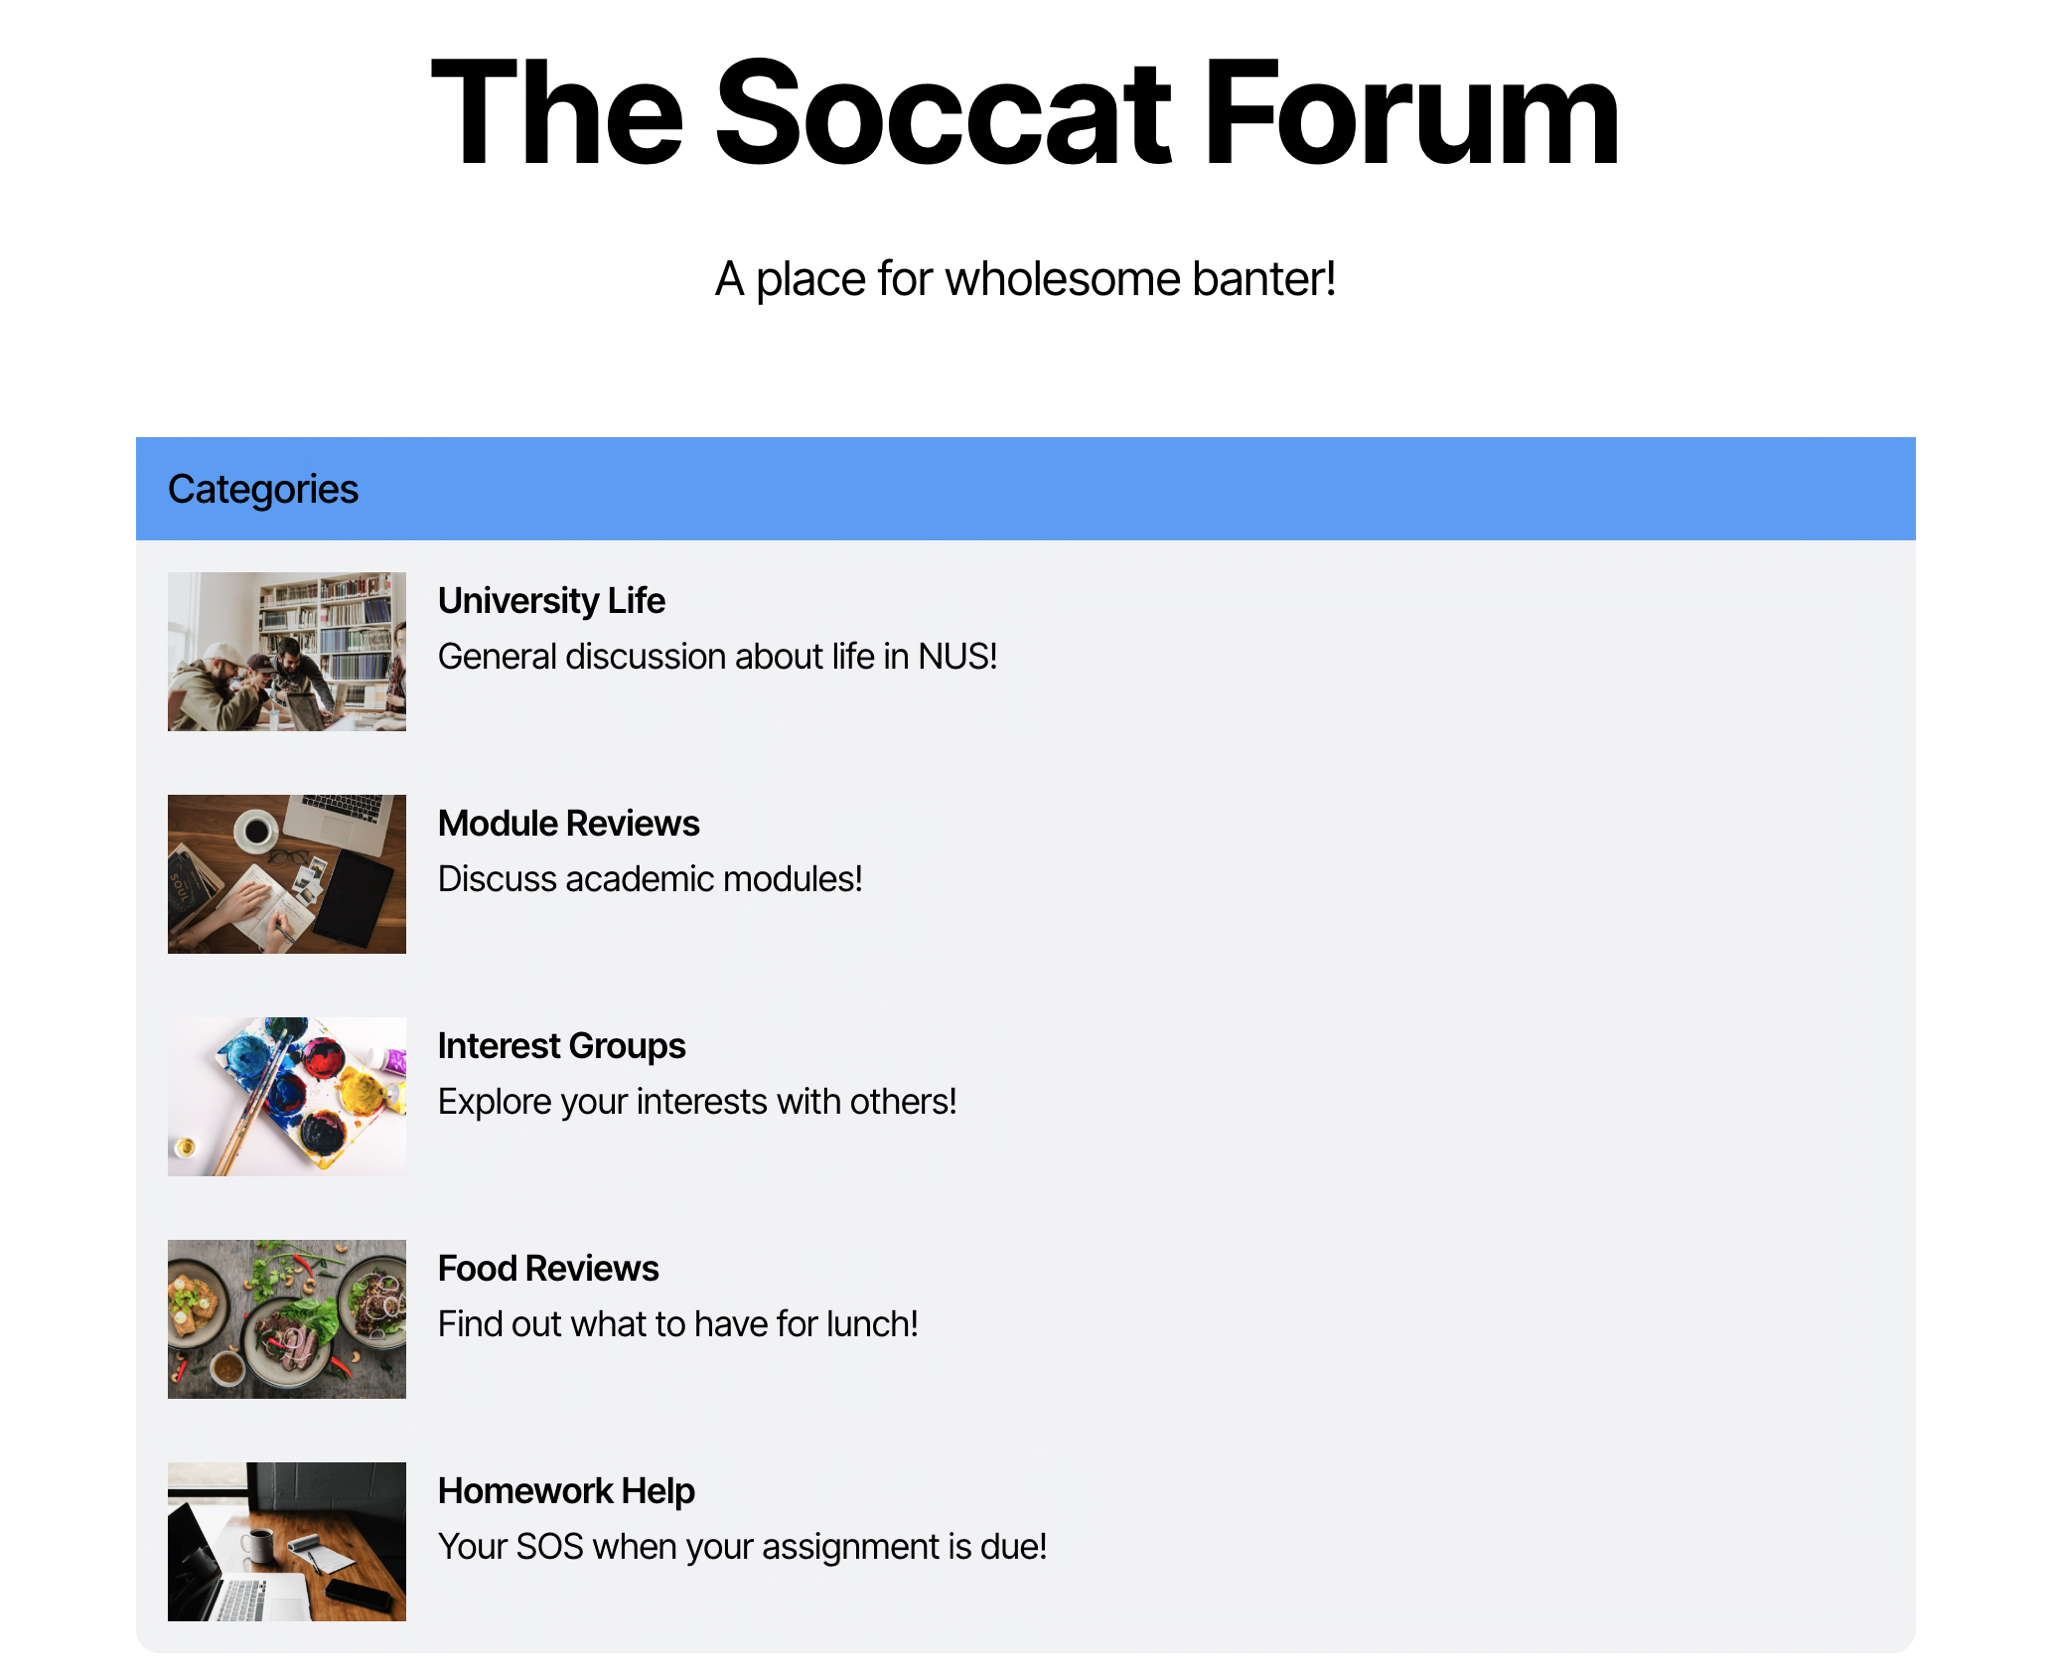 The Soccat Forum
A place for wholesome banter!
Categories
University Life
General discussion about life in NUS!
Module Reviews
Discuss academic modules!
SOUL
Interest Groups
Explore your interests with others!
Food Reviews
Find out what to have for lunch!
Homework Help
Your SOS when your assignment is due!